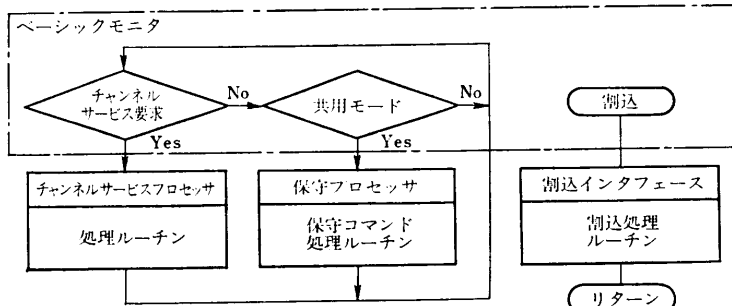 ベーシックモニタ
チャンネル
サービス要求
No
共用モード
No
割込
Yes
Yes
チャンネルサービスプロセッサ
保守プロセッサ
割込インタフェース
処理ルーチン
保守コマンド
処理ルーチン
割込処理
ルーチン
リターン